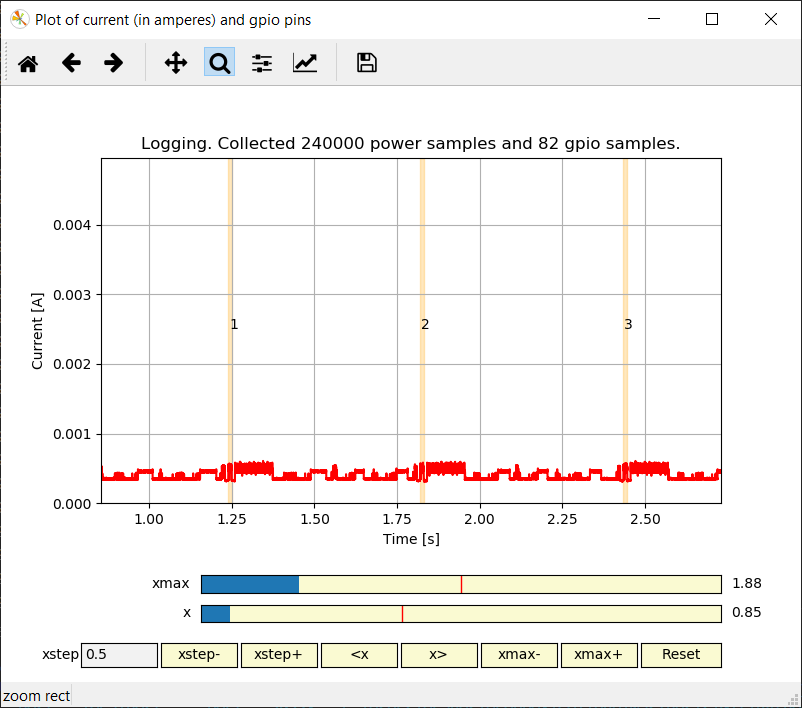 Plot of current (in amperes) and gpio pins
Logging. Collected 240000 power samples and 82 gpio samples.
0.004
0.003
0.002
0.001
0.000
Current [A]
1
2
3
1.00 1.25 1.50 1.75 2.00 2.25 2.50
Time [s]
xmax 1.88
x 0.85
xstep 0.5 xstep- xstep+ <x x> xmax- xmax+ Reset
zoom rect